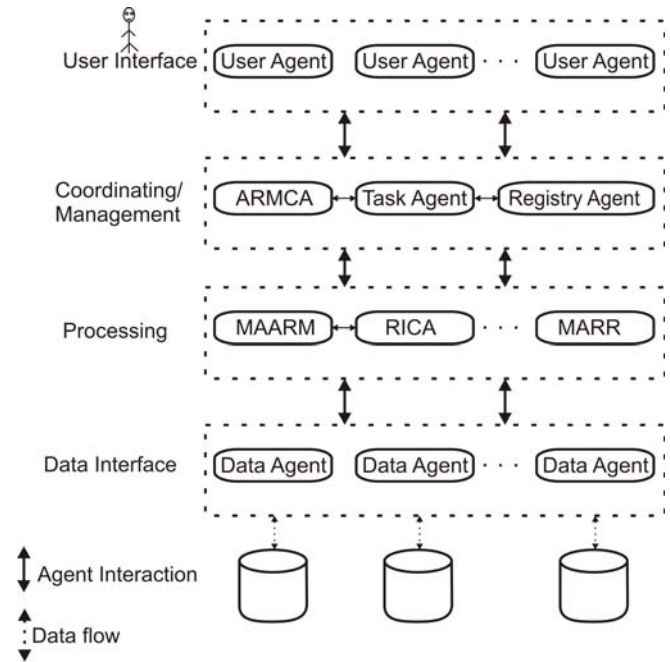 User Interface
User Agent
User Agent
. . .
User Agent
Coordinating/
Management
ARMCA
Task Agent
Registry Agent
Processing
MAARM
RICA
. . .
MARR
Data Interface
Data Agent
Data Agent
. . .
Data Agent
Agent Interaction
Data flow